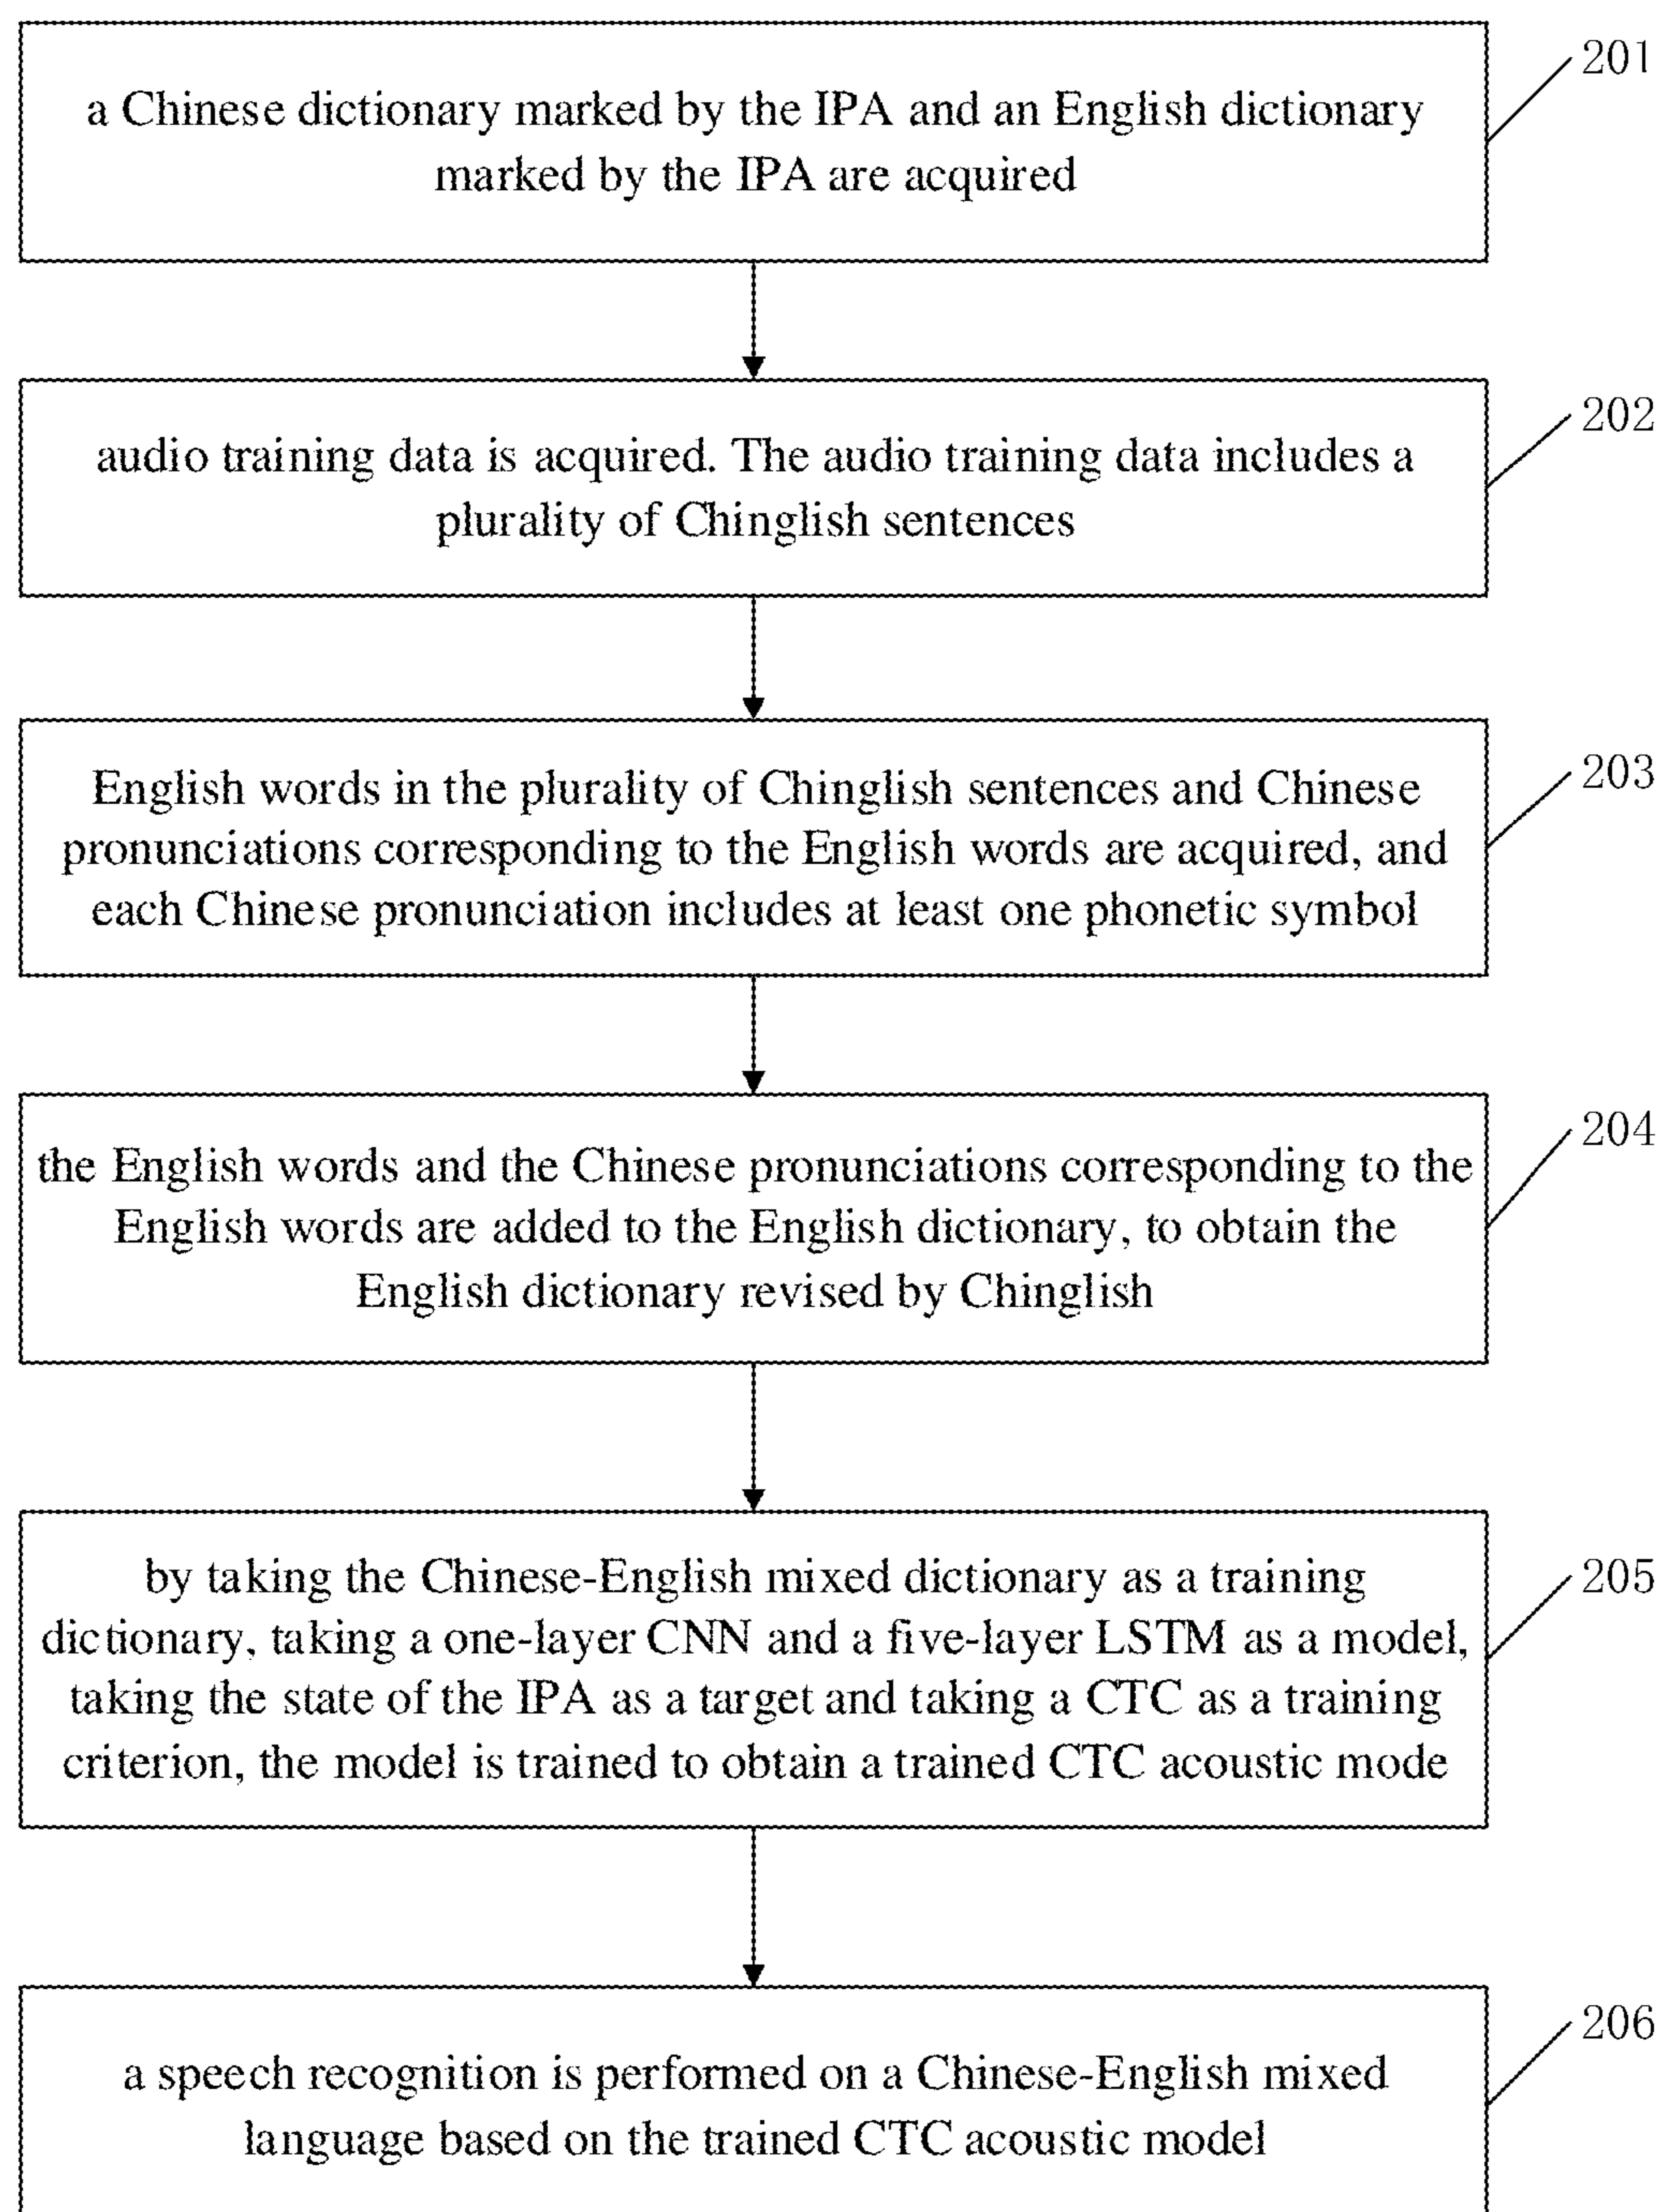 a Chinese dictionary marked by the IPA and an English dictionary
marked by the IPA are acquired
201
audio training data is acquired. The audio training data includes a
plurality of Chinglish sentences
202
English words in the plurality of Chinglish sentences and Chinese
pronunciations corresponding to the English words are acquired, and
each Chinese pronunciation includes at least one phonetic symbol
203
the English words and the Chinese pronunciations corresponding to the
English words are added to the English dictionary, to obtain the
English dictionary revised by Chinglish
204
by taking the Chinese-English mixed dictionary as a training
dictionary, taking a one-layer CNN and a five-layer LSTM as a model,
taking the state of the IPA as a target and taking a CTC as a training
criterion, the model is trained to obtain a trained CTC acoustic mode
205
a speech recognition is performed on a Chinese-English mixed
language based on the trained CTC acoustic model
206